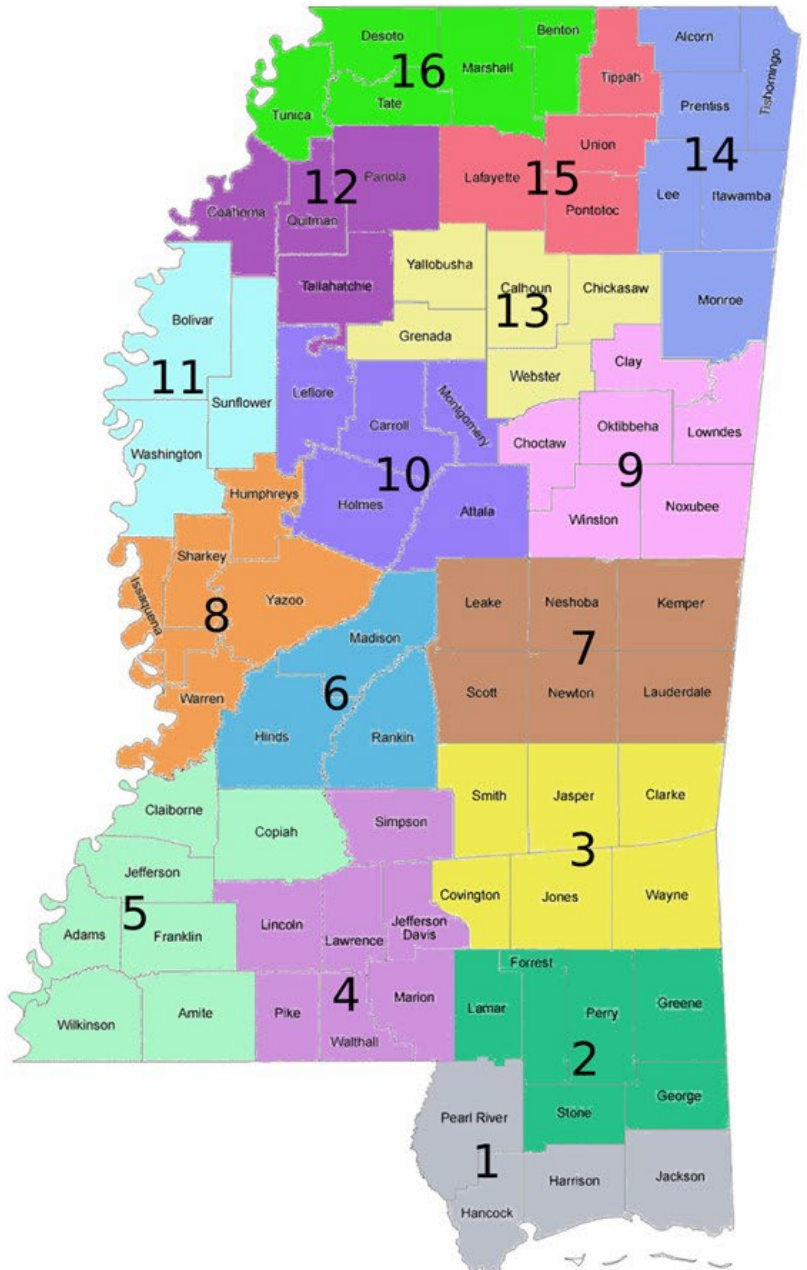 Desoto
Benton
Alcorn
Tishomingo
16
Marshall
Tippah
Tate
Prentiss
Tunica
Union
14
12
Panola
Lafayette
15
Lee
Itawamba
Coahoma
Quitman
Pontotoc
Yallobusha
Tallahatchie
Calhoun
Chickasaw
Monroe
Bolivar
13
Grenada
Clay
11
Webster
Leflore
Sunflower
Montgomery
Carroll
Oktibbeha
Lowndes
Choctaw
Washington
10
9
Humphreys
Holmes
Attala
Winston
Noxubee
Sharkey
Issaquena
Yazoo
Leake
Neshoba
Kemper
8
Madison
7
6
Warren
Scott
Newton
Lauderdale
Hinds
Rankin
Smith
Jasper
Clarke
Claiborne
Copiah
Simpson
3
Jefferson
Covington
Jones
Wayne
5
Lincoln
Jefferson
Davis
Adams
Franklin
Lawrence
Forrest
4
Marion
Lamar
Perry
Greene
Wilkinson
Amite
Pike
Walthall
2
George
Stone
Pearl River
1
Harrison
Jackson
Hancock